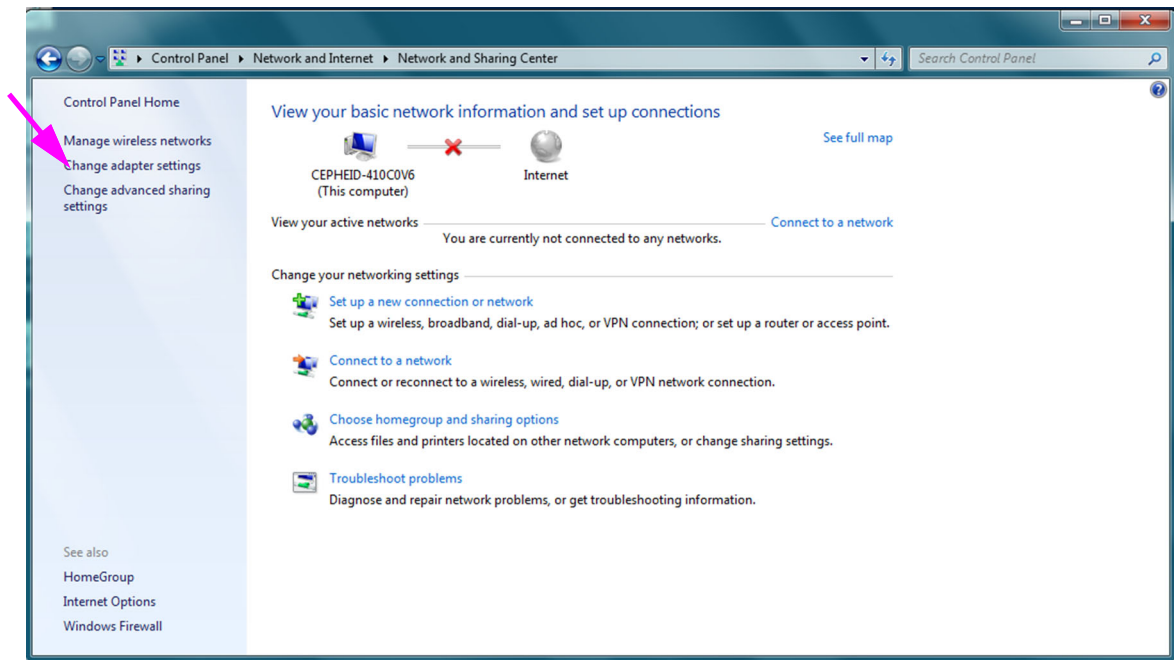 Control Panel ▸ Network and Internet ▸ Network and Sharing Center
Search Control Panel
Control Panel Home
Manage wireless networks
Change adapter settings
Change advanced sharing
settings
See also
HomeGroup
Internet Options
Windows Firewall
View your basic network information and set up connections
See full map
CEPHEID-410C0V6
(This computer)
Internet
View your active networks
Connect to a network
You are currently not connected to any networks.
Change your networking settings
Set up a new connection or network
Set up a wireless, broadband, dial-up, ad hoc, or VPN connection; or set up a router or access point.
Connect to a network
Connect or reconnect to a wireless, wired, dial-up, or VPN network connection.
Choose homegroup and sharing options
Access files and printers located on other network computers, or change sharing settings.
Troubleshoot problems
Diagnose and repair network problems, or get troubleshooting information.